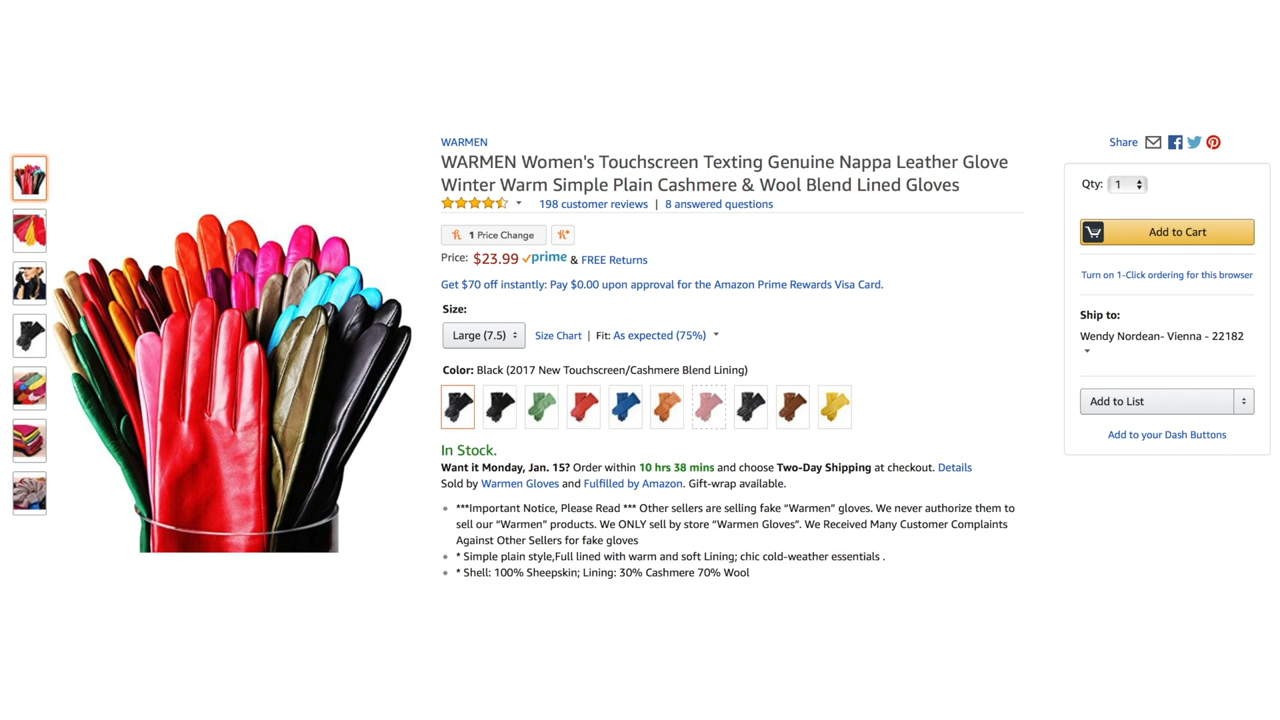 WARMEN
WARMEN Women's Touchscreen Texting Genuine Nappa Leather Glove
Winter Warm Simple Plain Cashmere & Wool Blend Lined Gloves
198 customer reviews | 8 answered questions
1 Price Change
Price: $23.99 prime & FREE Returns
Get $70 off instantly: Pay $0.00 upon approval for the Amazon Prime Rewards Visa Card.
Size:
Large (7.5) Size Chart | Fit: As expected (75%)
Color: Black (2017 New Touchscreen/Cashmere Blend Lining)
In Stock.
Want it Monday, Jan. 15? Order within 10 hrs 38 mins and choose Two-Day Shipping at checkout. Details
Sold by Warmen Gloves and Fulfilled by Amazon. Gift-wrap available.
***Important Notice, Please Read *** Other sellers are selling fake “Warmen” gloves. We never authorize them to
sell our “Warmen” products. We ONLY sell by store “Warmen Gloves”. We Received Many Customer Complaints
Against Other Sellers for fake gloves
* Simple plain style,Full lined with warm and soft Lining; chic cold-weather essentials .
* Shell: 100% Sheepskin; Lining: 30% Cashmere 70% Wool
Share
Qty: 1
Add to Cart
Turn on 1-Click ordering for this browser
Ship to:
Wendy Nordean- Vienna - 22182
Add to List
Add to your Dash Buttons